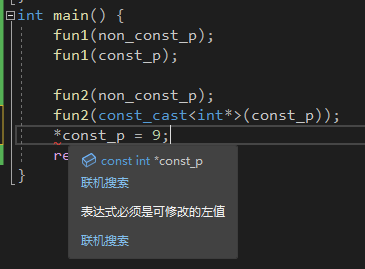 int main() {
fun1(non_const_p);
fun1(const_p);
fun2(non_const_p);
fun2(const_cast<int*>(const_p));
*const_p = 9;
re
const int *const_p
联机搜索
表达式必须是可修改的左值
联机搜索
}